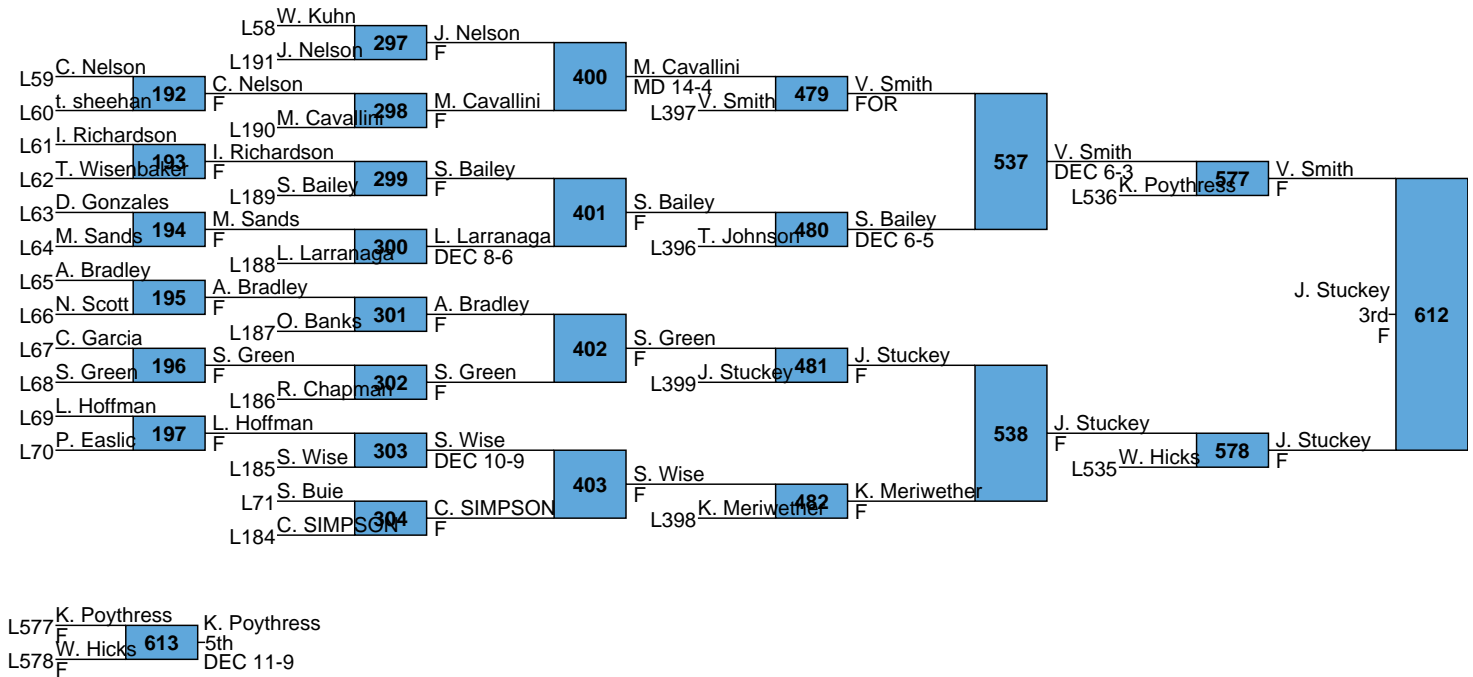 W. Kuhn
L58
297
J. Nelson
F
J. Nelson
L191
C. Nelson
L59
192
C. Nelson
F
t. sheehan
L60
298
M. Cavallini
F
M. Cavallini
L190
400
M. Cavallini
MD 14-4
V. Smith
L397
479
V. Smith
FOR
I. Richardson
L61
193
I. Richardson
F
T. Wisenbaker
L62
299
S. Bailey
F
S. Bailey
L189
D. Gonzales
L63
194
M. Sands
F
M. Sands
L64
300
L. Larranaga
DEC 8-6
L. Larranaga
L188
401
S. Bailey
F
T. Johnson
L396
480
S. Bailey
DEC 6-5
537
V. Smith
DEC 6-3
K. Poythress
L536
577
V. Smith
F
A. Bradley
L65
195
A. Bradley
F
N. Scott
L66
301
A. Bradley
F
O. Banks
L187
C. Garcia
L67
196
S. Green
F
S. Green
L68
302
S. Green
F
R. Chapman
L186
402
S. Green
F
J. Stuckey
L399
481
J. Stuckey
F
L. Hoffman
L69
197
L. Hoffman
F
P. Easlic
L70
303
S. Wise
DEC 10-9
S. Wise
L185
S. Buie
L71
304
C. SIMPSON
F
C. SIMPSON
L184
403
S. Wise
F
K. Meriwether
L398
482
K. Meriwether
F
538
J. Stuckey
F
W. Hicks
L535
578
J. Stuckey
F
612
J. Stuckey
3rd
F
K. Poythress
L577
F
613
K. Poythress
5th
DEC 11-9
W. Hicks
L578
F